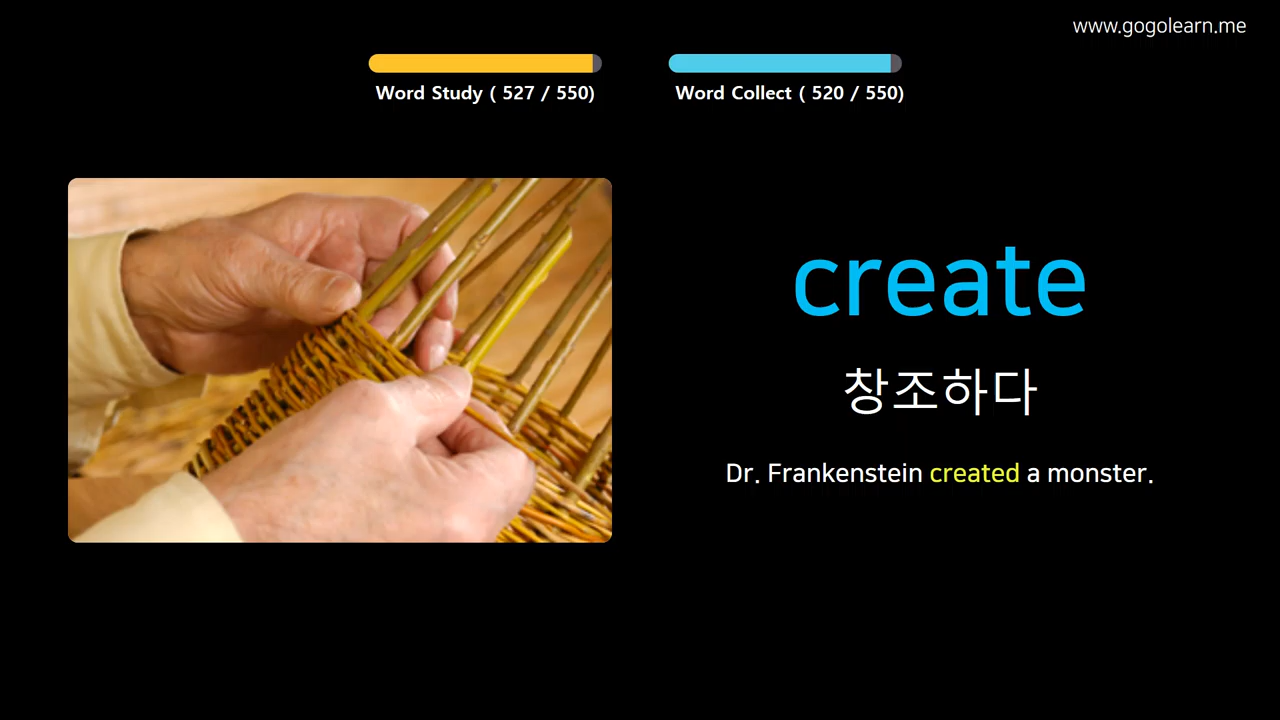 www.gogolearn.me
Word Study ( 527 / 550)
Word Collect ( 520 / 550)
create
창조하다
Dr. Frankenstein created a monster.